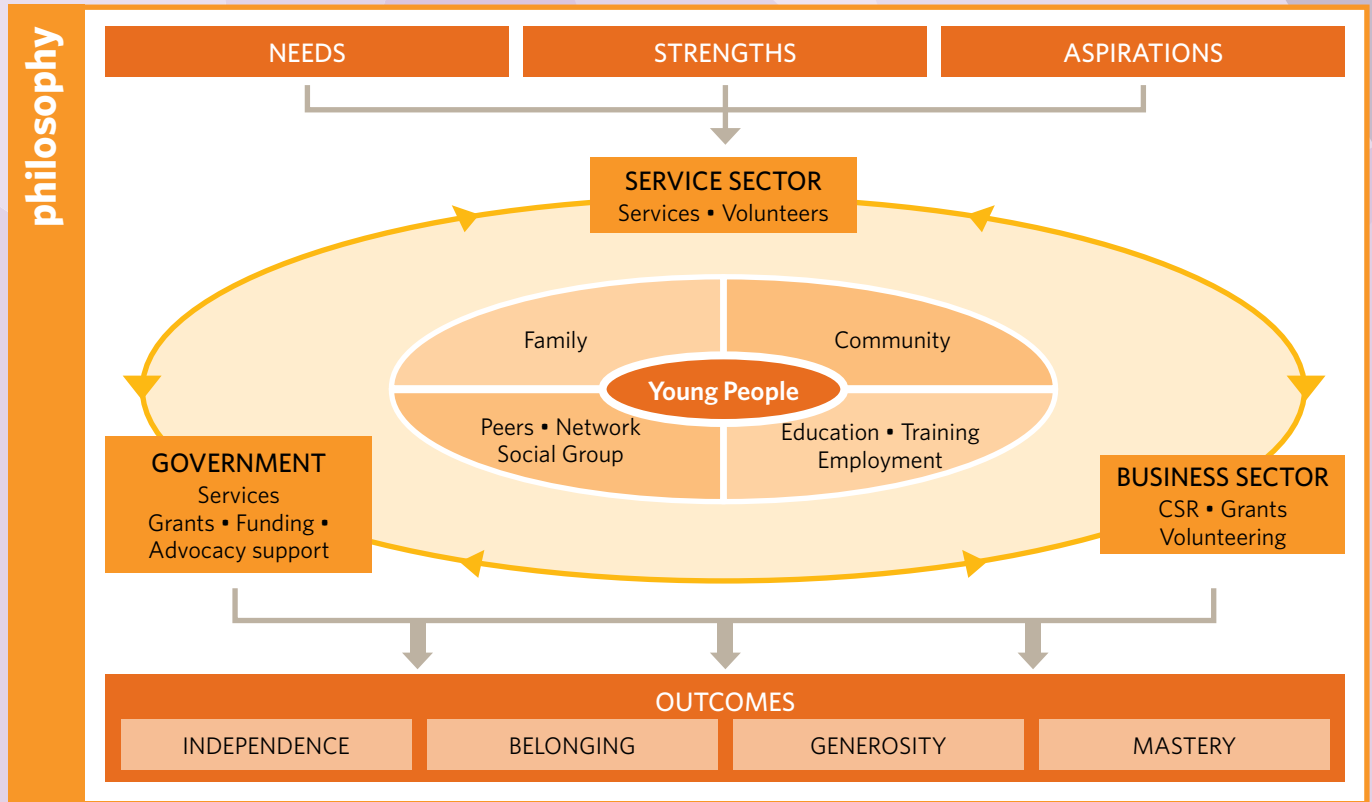 philosophy
NEEDS
STRENGTHS
ASPIRATIONS
SERVICE SECTOR
Services • Volunteers
Family
Community
Young People
Peers • Network
Social Group
Education • Training
Employment
GOVERNMENT
Services
Grants • Funding •
Advocacy support
BUSINESS SECTOR
CSR • Grants
Volunteering
OUTCOMES
INDEPENDENCE
BELONGING
GENEROSITY
MASTERY